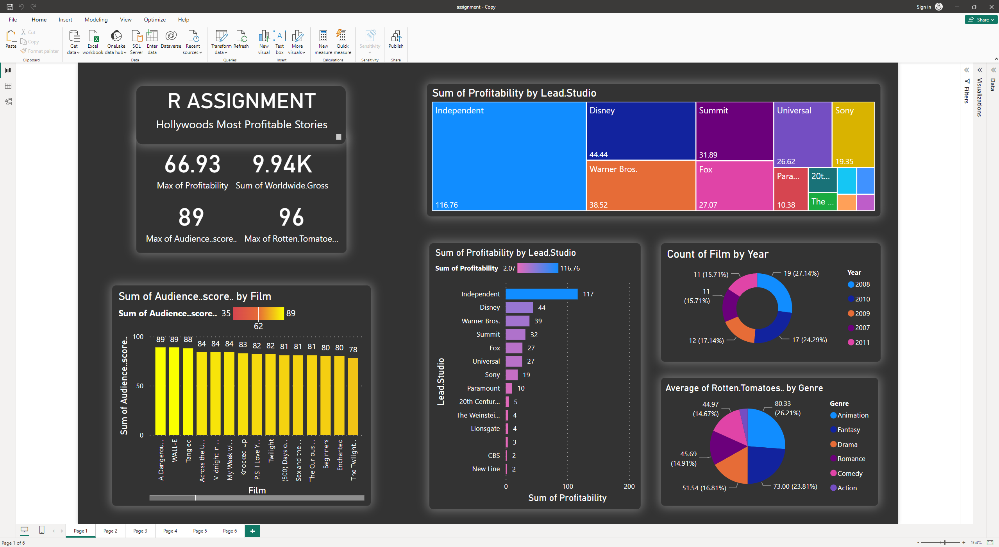 assignment - Copy
Sign in
File Home Insert Modeling View Optimize Help
Share
Paste
Cut
Copy
Format painter
Clipboard
Get data
Excel workbook
OneLake data hub
SQL Server
Enter data
Dataverse
Recent sources
Data
Transform data
Refresh
Queries
New visual
Text box
More visuals
Insert
New measure
Quick measure
Calculations
Sensitivity
Sensitivity
Publish
Share
Filters
Visualizations
Data
R ASSIGNMENT
Hollywoods Most Profitable Stories
66.93
Max of Profitability
9.94K
Sum of Worldwide.Gross
89
Max of Audience..score..
96
Max of Rotten.Tomatoe...
Sum of Profitability by Lead.Studio
Independent
116.76
Disney
44.44
Warner Bros.
38.52
Summit
31.89
Fox
27.07
Universal
26.62
Sony
19.35
Para...
10.38
20t...
The ...
Sum of Audience..score.. by Film
Sum of Audience..score.. 35 89
62
Sum of Audience..score..
100
50
0
89 89 88 84 84 84 83 82 82 81 81 81 80 80 78
A Dangerou...
WALL-E
Tangled
Across the U...
Midnight in ...
My Week wi...
Knocked Up
P.S. I Love Y...
Twilight
(500) Days o...
Sex and the ...
The Curious ...
Beginners
Enchanted
The Twilight...
Film
Sum of Profitability by Lead.Studio
Sum of Profitability 2.07 116.76
Lead.Studio
Independent 117
Disney 44
Warner Bros. 39
Summit 32
Fox 27
Universal 27
Sony 19
Paramount 10
20th Centur... 5
The Weinstei... 4
Lionsgate 4
3
CBS 2
New Line 2
0 100 200
Sum of Profitability
Count of Film by Year
19 (27.14%)
17 (24.29%)
12 (17.14%)
11
(15.71%)
11 (15.71%)
Year
2008
2010
2009
2007
2011
Average of Rotten.Tomatoes.. by Genre
80.33
(26.21%)
73.00 (23.81%)
51.54 (16.81%)
45.69
(14.91%)
44.97
(14.67%)
Genre
Animation
Fantasy
Drama
Romance
Comedy
Action
Page 1 Page 2 Page 3 Page 4 Page 5 Page 6 +
Page 1 of 6
- + 164%